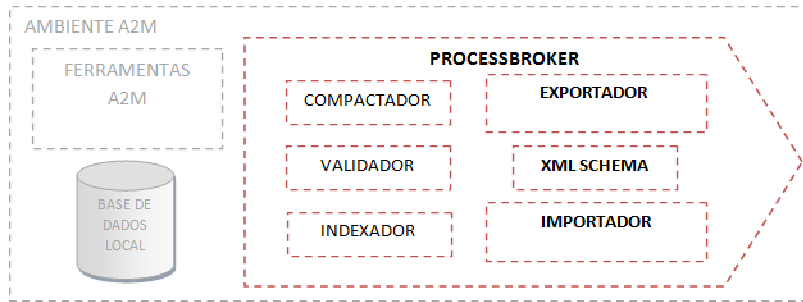 AMBIENTE A2M
FERRAMENTAS
A2M
BASE DE
DADOS
LOCAL
PROCESSBROKER
COMPACTADOR
EXPORTADOR
VALIDADOR
XML SCHEMA
INDEXADOR
IMPORTADOR